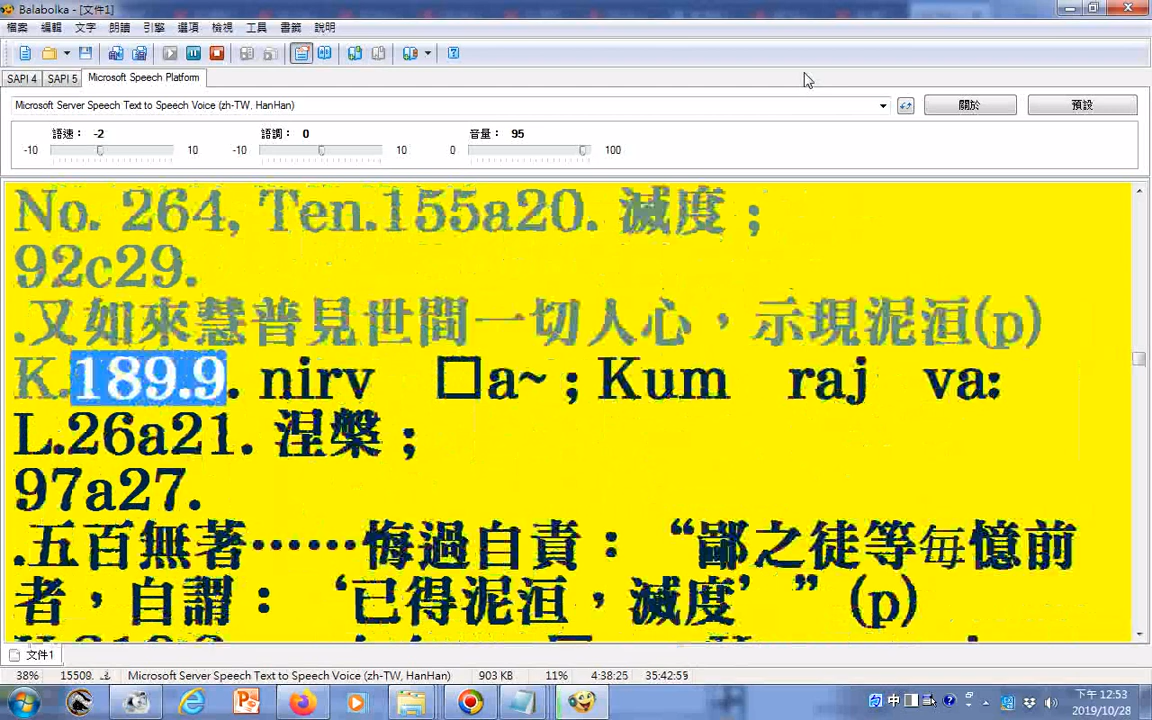 Balabolka - [文件1]
檔案 編輯 文字 朗讀 引擎 選項 檢視 工具 書籤 說明
SAPI 4 SAPI 5 Microsoft Speech Platform
Microsoft Server Speech Text to Speech Voice (zh-TW, HanHan) 關於 預設
語速： -2 語調： 0 音量： 95
-10 10 -10 10 0 100
No. 264, Ten.155a20. 滅度；
92c29.
.又如來慧普見世間一切人心，示現泥洹(p)
K.189.9. nirv □a~；Kum raj va:
L.26a21. 涅槃；
97a27.
.五百無著……悔過自責：“鄙之徒等每憶前
者，自謂：‘已得泥洹，滅度’”(p)
文件1
38% 15509. Microsoft Server Speech Text to Speech Voice (zh-TW, HanHan) 903 KB 11% 4:38:25 35:42:59
中
下午 12:53
2019/10/28